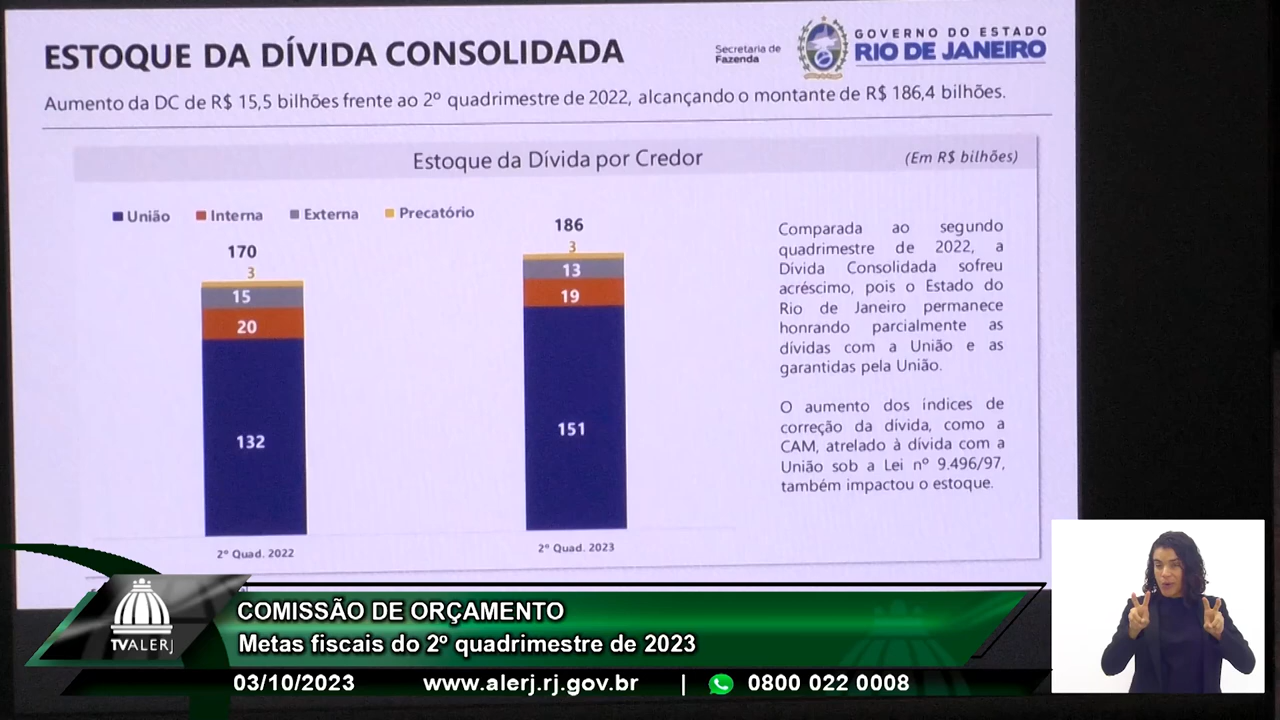 ESTOQUE DA DÍVIDA CONSOLIDADA
Secretaria de
Fazenda
GOVERNO DO ESTADO
RIO DE JANEIRO
Aumento da DC de R$ 15,5 bilhões frente ao 2º quadrimestre de 2022, alcançando o montante de R$ 186,4 bilhões.
Estoque da Dívida por Credor
(Em R$ bilhões)
União
Interna
Externa
Precatório
170
3
15
20
132
2º Quad. 2022
186
3
13
19
151
2º Quad. 2023
Comparada ao segundo
quadrimestre de 2022, a
Dívida Consolidada sofreu
acréscimo, pois o Estado do
Rio de Janeiro permanece
honrando parcialmente as
dívidas com a União e as
garantidas pela União.
O aumento dos índices de
correção da dívida, como a
CAM, atrelado à dívida com a
União sob a Lei nº 9.496/97,
também impactou o estoque.
TVALERJ
COMISSÃO DE ORÇAMENTO
Metas fiscais do 2º quadrimestre de 2023
03/10/2023 www.alerj.rj.gov.br | 0800 022 0008